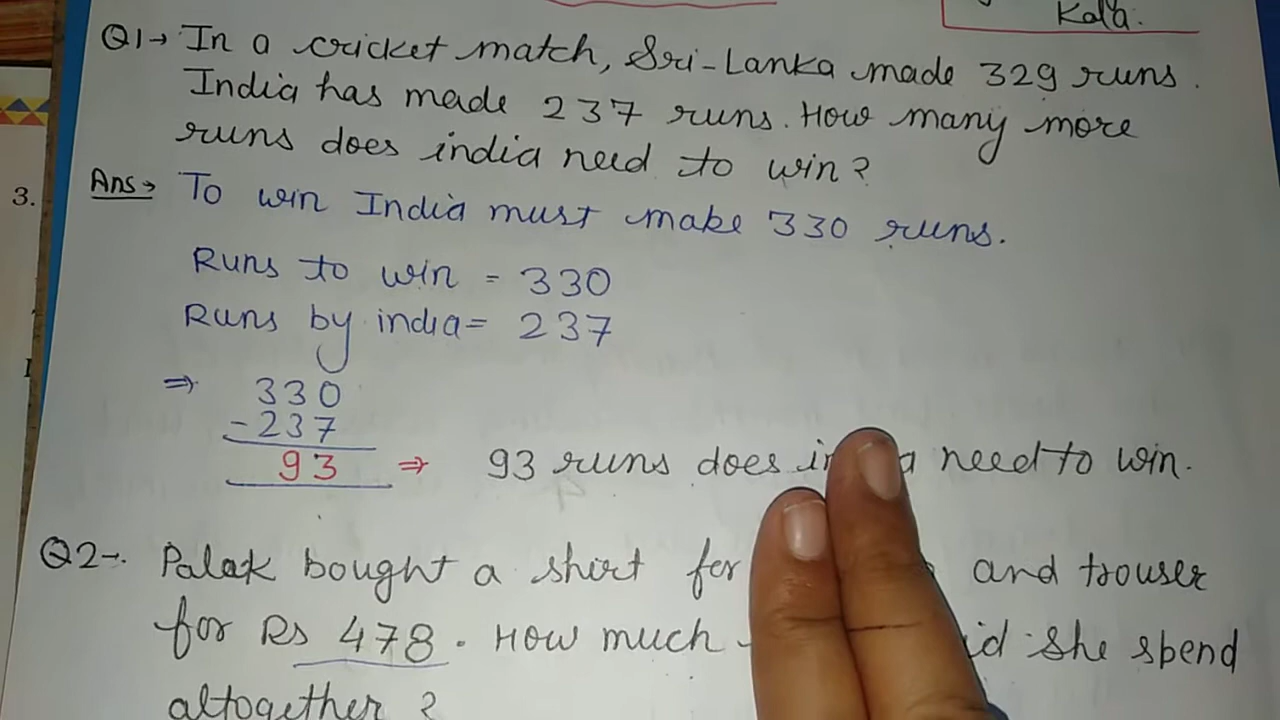 Kala.
Q1→ In a cricket match, Sri-Lanka made 329 runs.
India has made 237 runs. How many more
runs does india need to win?
3.
Ans→ To win India must make 330 runs.
Runs to win = 330
Runs by india = 237
⇒ 330
-237
93 ⇒ 93 runs does need to win.
Q2→. Palak bought a shirt for and trouser
for Rs 478. How much she spend
altogether?